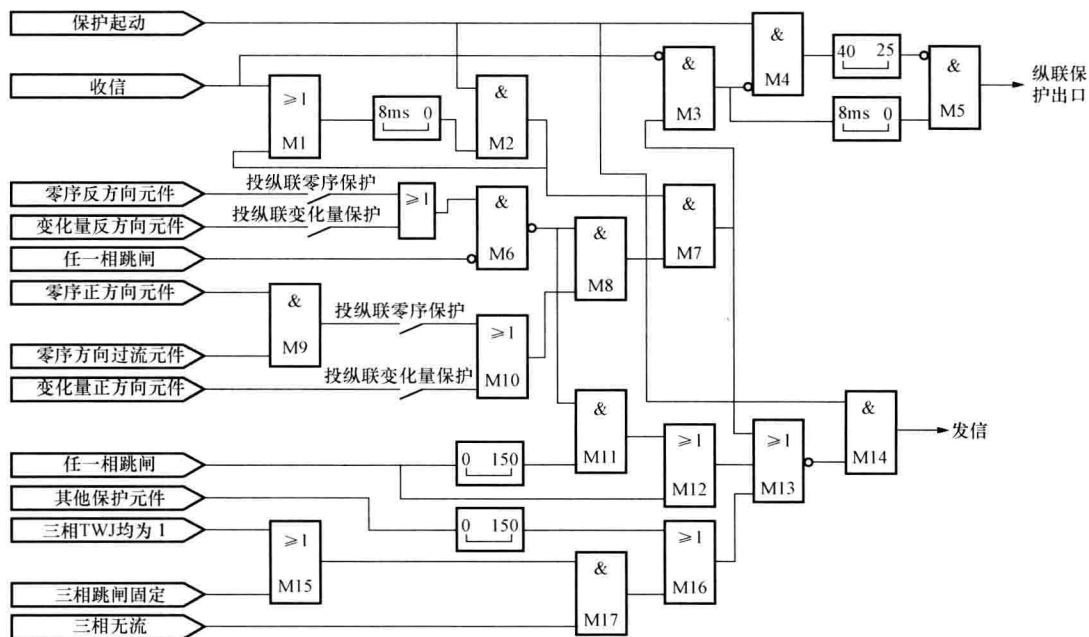 保护起动
收信
≥1
M1
8ms 0
&
M2
&
M3
&
M4
40 25
8ms 0
&
M5
纵联保
护出口
零序反方向元件
投纵联零序保护
变化量反方向元件
投纵联变化量保护
≥1
任一相跳闸
&
M6
&
M7
&
M8
零序正方向元件
&
M9
投纵联零序保护
零序方向过流元件
变化量正方向元件
投纵联变化量保护
≥1
M10
&
M11
任一相跳闸
0 150
≥1
M12
≥1
M13
&
M14
发信
其他保护元件
0 150
三相TWJ均为1
≥1
M15
≥1
M16
三相跳闸固定
&
M17
三相无流